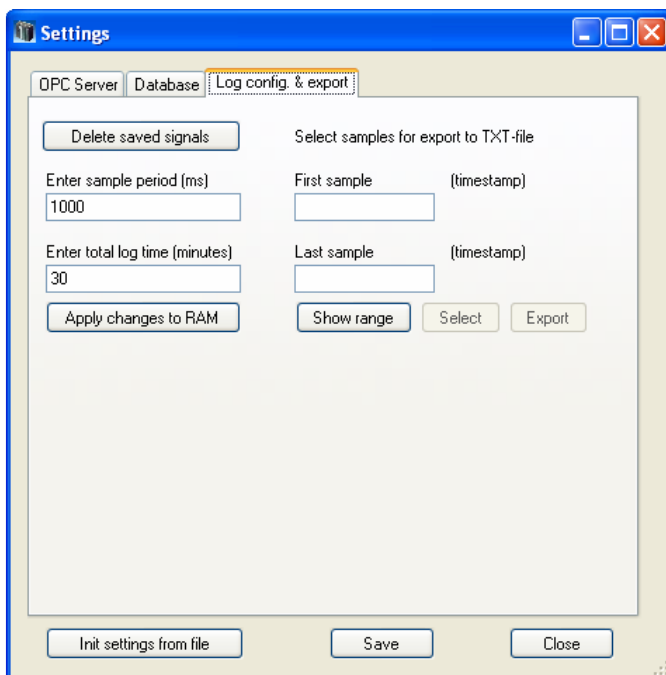 Settings
OPC Server Database Log config. & export
Delete saved signals Select samples for export to TXT-file
Enter sample period (ms) First sample (timestamp)
1000
Enter total log time (minutes) Last sample (timestamp)
30
Apply changes to RAM Show range Select Export
Init settings from file Save Close